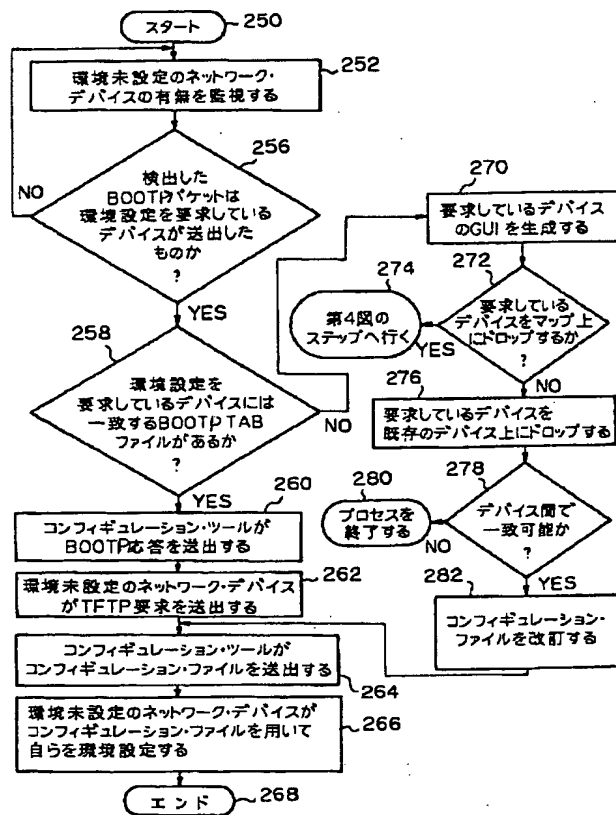 スタート
250
環境未設定のネットワーク・
デバイスの有無を監視する
252
検出した
BOOTPパケットは
環境設定を要求している
デバイスが送出した
ものか
?
256
NO
YES
258
環境設定を
要求しているデバイスには
一致するBOOTPTAB
ファイルがあるか
?
NO
YES
260
コンフィギュレーション・ツールが
BOOTP応答を送出する
262
環境未設定のネットワーク・デバイス
がTFTP要求を送出する
コンフィギュレーション・ツールが
コンフィギュレーション・ファイルを送出する
264
環境未設定のネットワーク・デバイスが
コンフィギュレーション・ファイルを用いて
自らを環境設定する
266
エンド
268
270
要求しているデバイス
のGUIを生成する
272
要求している
デバイスをマップ上
にドロップするか
?
274
第4図の
ステップへ行く
YES
NO
276
要求しているデバイスを
既存のデバイス上にドロップする
278
デバイス間で
一致可能か
?
280
プロセスを
終了する
NO
YES
282
コンフィギュレーション・
ファイルを改訂する